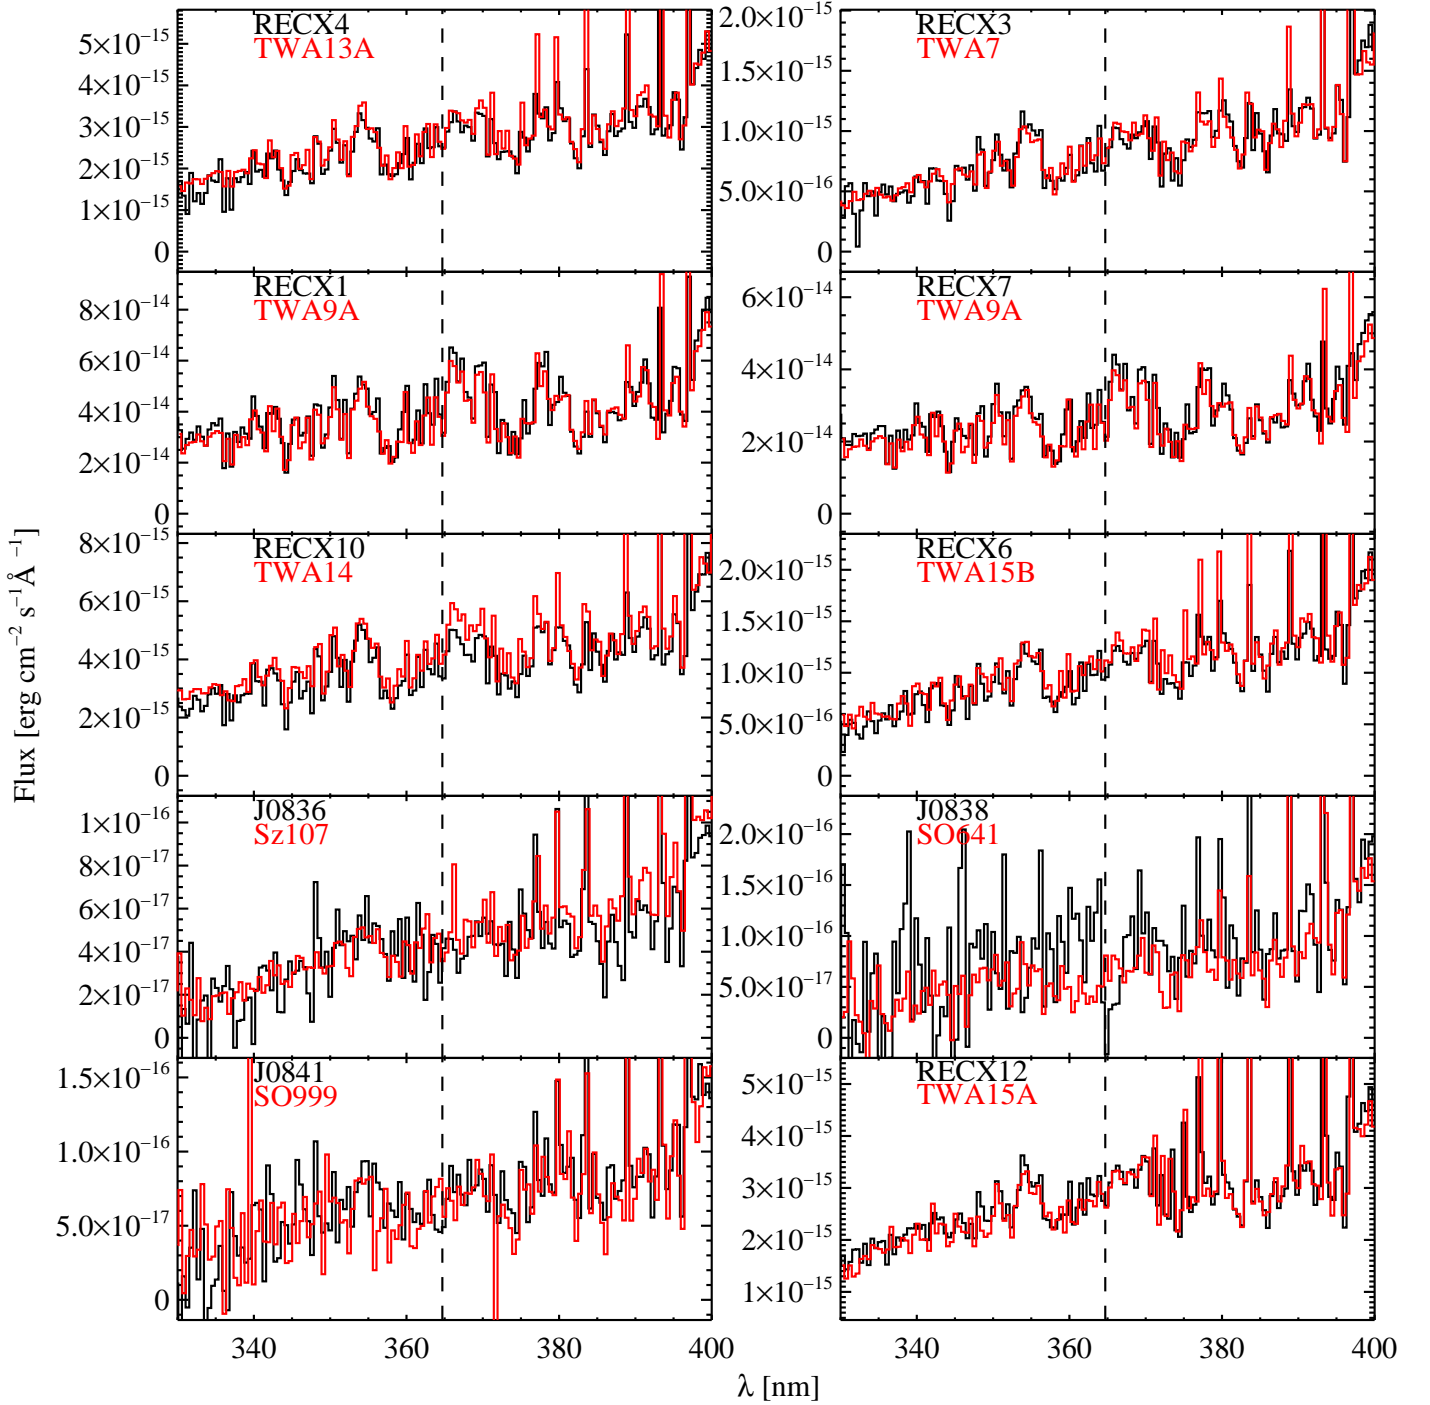 RECX4
TWA13A
5×10⁻¹⁵
4×10⁻¹⁵
3×10⁻¹⁵
2×10⁻¹⁵
1×10⁻¹⁵
0
RECX3
TWA7
2.0×10⁻¹⁵
1.5×10⁻¹⁵
1.0×10⁻¹⁵
5.0×10⁻¹⁶
0
RECX1
TWA9A
8×10⁻¹⁴
6×10⁻¹⁴
4×10⁻¹⁴
2×10⁻¹⁴
0
RECX7
TWA9A
6×10⁻¹⁴
4×10⁻¹⁴
2×10⁻¹⁴
0
RECX10
TWA14
8×10⁻¹⁵
6×10⁻¹⁵
4×10⁻¹⁵
2×10⁻¹⁵
0
RECX6
TWA15B
2.0×10⁻¹⁵
1.5×10⁻¹⁵
1.0×10⁻¹⁵
5.0×10⁻¹⁶
0
J0836
Sz107
1×10⁻¹⁶
8×10⁻¹⁷
6×10⁻¹⁷
4×10⁻¹⁷
2×10⁻¹⁷
0
J0838
SO641
2.0×10⁻¹⁶
1.5×10⁻¹⁶
1.0×10⁻¹⁶
5.0×10⁻¹⁷
0
J0841
SO999
1.5×10⁻¹⁶
1.0×10⁻¹⁶
5.0×10⁻¹⁷
0
RECX12
TWA15A
5×10⁻¹⁵
4×10⁻¹⁵
3×10⁻¹⁵
2×10⁻¹⁵
1×10⁻¹⁵
340 360 380 400
340 360 380 400
Flux [erg cm⁻² s⁻¹ Å⁻¹]
λ [nm]